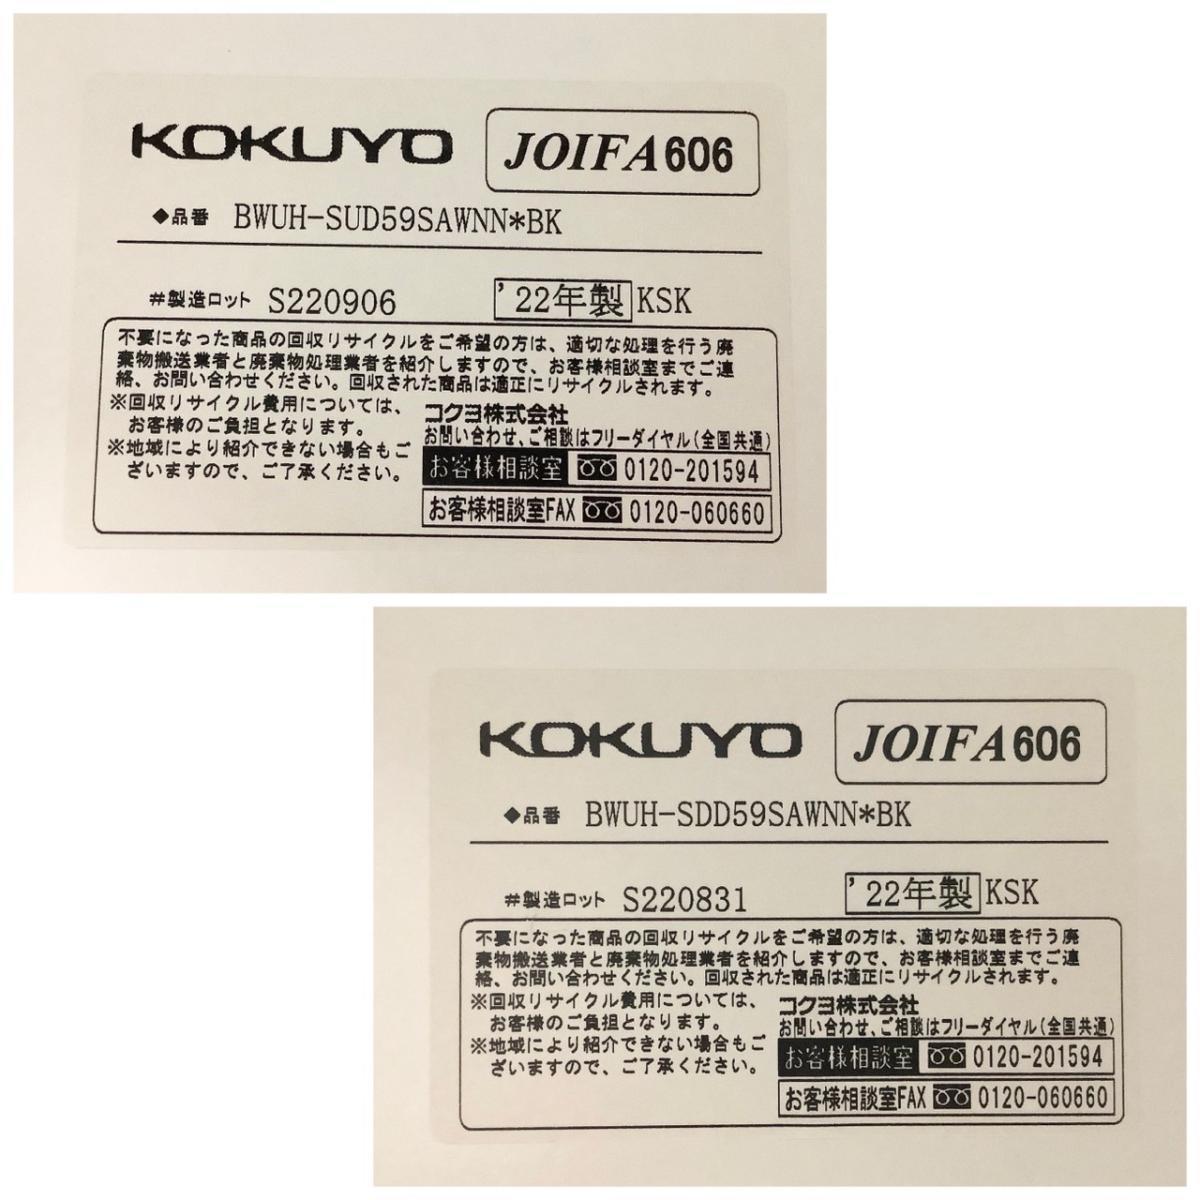 KOKUYO JOIFA606
◆品番 BWUH-SUD59SAWNN*BK
#製造ロット S220906 '22年製 KSK
不要になった商品の回収リサイクルをご希望の方は、適切な処理を行う廃
棄物搬送業者と廃棄物処理業者を紹介しますので、お客様相談室までご連
絡、お問い合わせください。回収された商品は適正にリサイクルされます。
※回収リサイクル費用については、
お客様のご負担となります。
※地域により紹介できない場合もご
ざいますので、ご了承ください。
コクヨ株式会社
お問い合わせ、ご相談はフリーダイヤル(全国共通)
お客様相談室 0120-201594
お客様相談室FAX 0120-060660
KOKUYO JOIFA606
◆品番 BWUH-SDD59SAWNN*BK
#製造ロット S220831 '22年製 KSK
不要になった商品の回収リサイクルをご希望の方は、適切な処理を行う廃
棄物搬送業者と廃棄物処理業者を紹介しますので、お客様相談室までご連
絡、お問い合わせください。回収された商品は適正にリサイクルされます。
※回収リサイクル費用については、
お客様のご負担となります。
※地域により紹介できない場合もご
ざいますので、ご了承ください。
コクヨ株式会社
お問い合わせ、ご相談はフリーダイヤル(全国共通)
お客様相談室 0120-201594
お客様相談室FAX 0120-060660